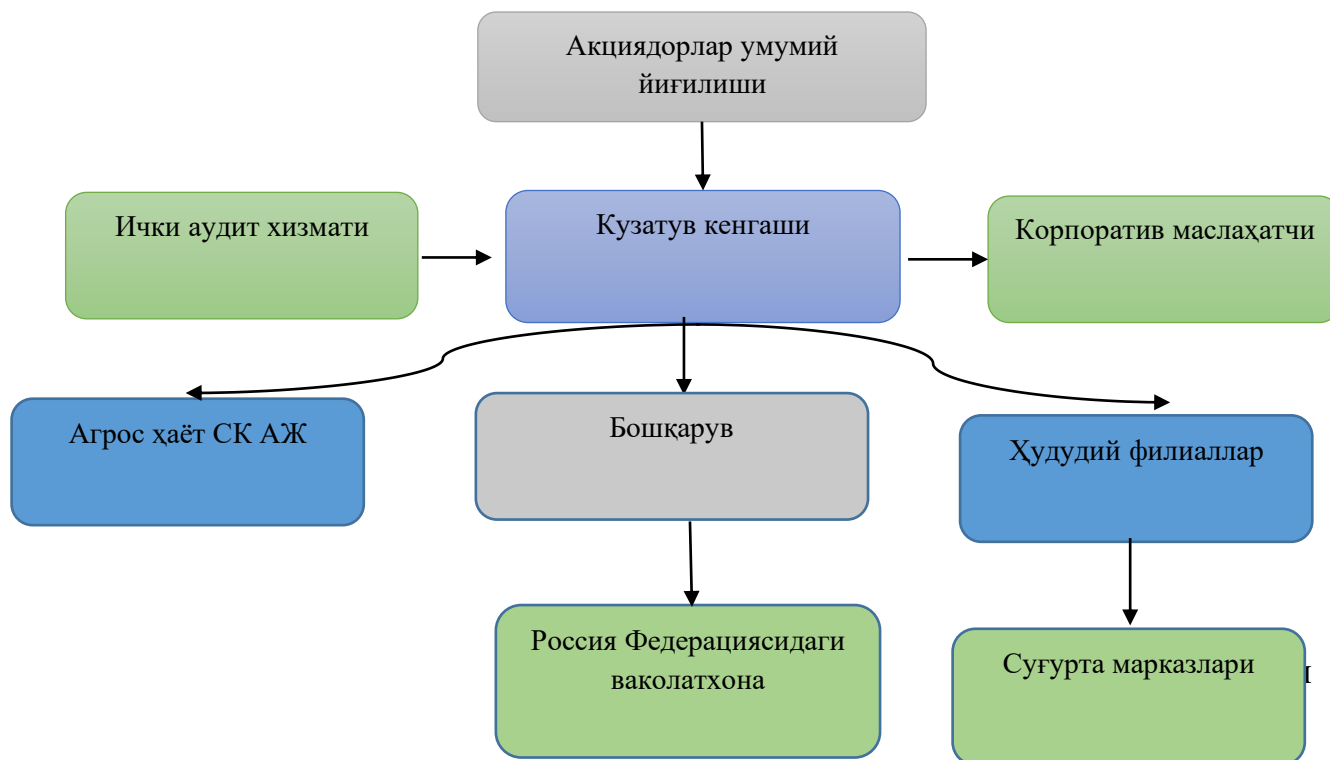 Акциядорлар умумий
йиғилиши
Ички аудит хизмати
Кузатув кенгаши
Корпоратив маслаҳатчи
Агрос ҳаёт СК АЖ
Бошқарув
Ҳудудий филиаллар
Россия Федерациясидаги
ваколатхона
Суғурта марказлари